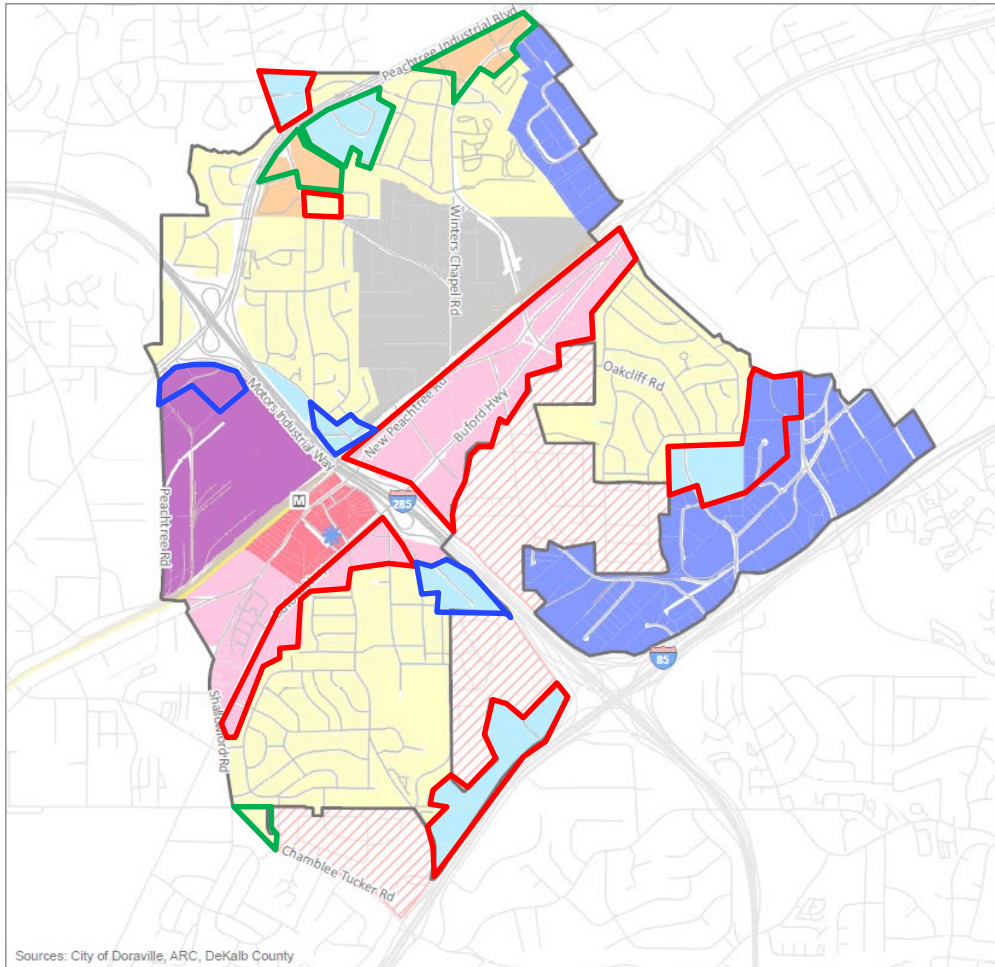 Peachtree Industrial Blvd
Winters Chapel Rd
Oakcliff Rd
Motors Industrial Way
New Peachtree Rd
Buford Hwy
M
285
Peachtree Rd
85
Shallowford Rd
Chamblee Tucker Rd
Sources: City of Doraville, ARC, DeKalb County